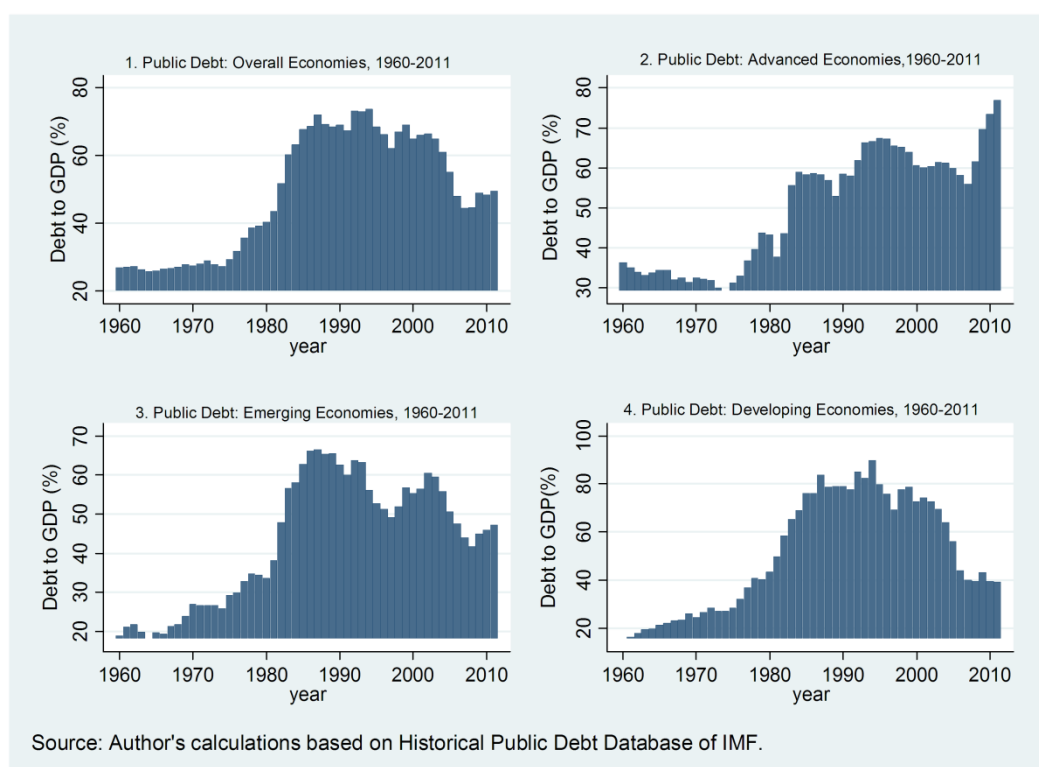 1. Public Debt: Overall Economies, 1960-2011
Debt to GDP (%)
80
60
40
20
1960 1970 1980 1990 2000 2010
year
2. Public Debt: Advanced Economies,1960-2011
Debt to GDP (%)
80
70
60
50
40
30
1960 1970 1980 1990 2000 2010
year
3. Public Debt: Emerging Economies, 1960-2011
Debt to GDP (%)
70
60
50
40
30
20
1960 1970 1980 1990 2000 2010
year
4. Public Debt: Developing Economies, 1960-2011
Debt to GDP(%)
100
80
60
40
20
1960 1970 1980 1990 2000 2010
year
Source: Author's calculations based on Historical Public Debt Database of IMF.